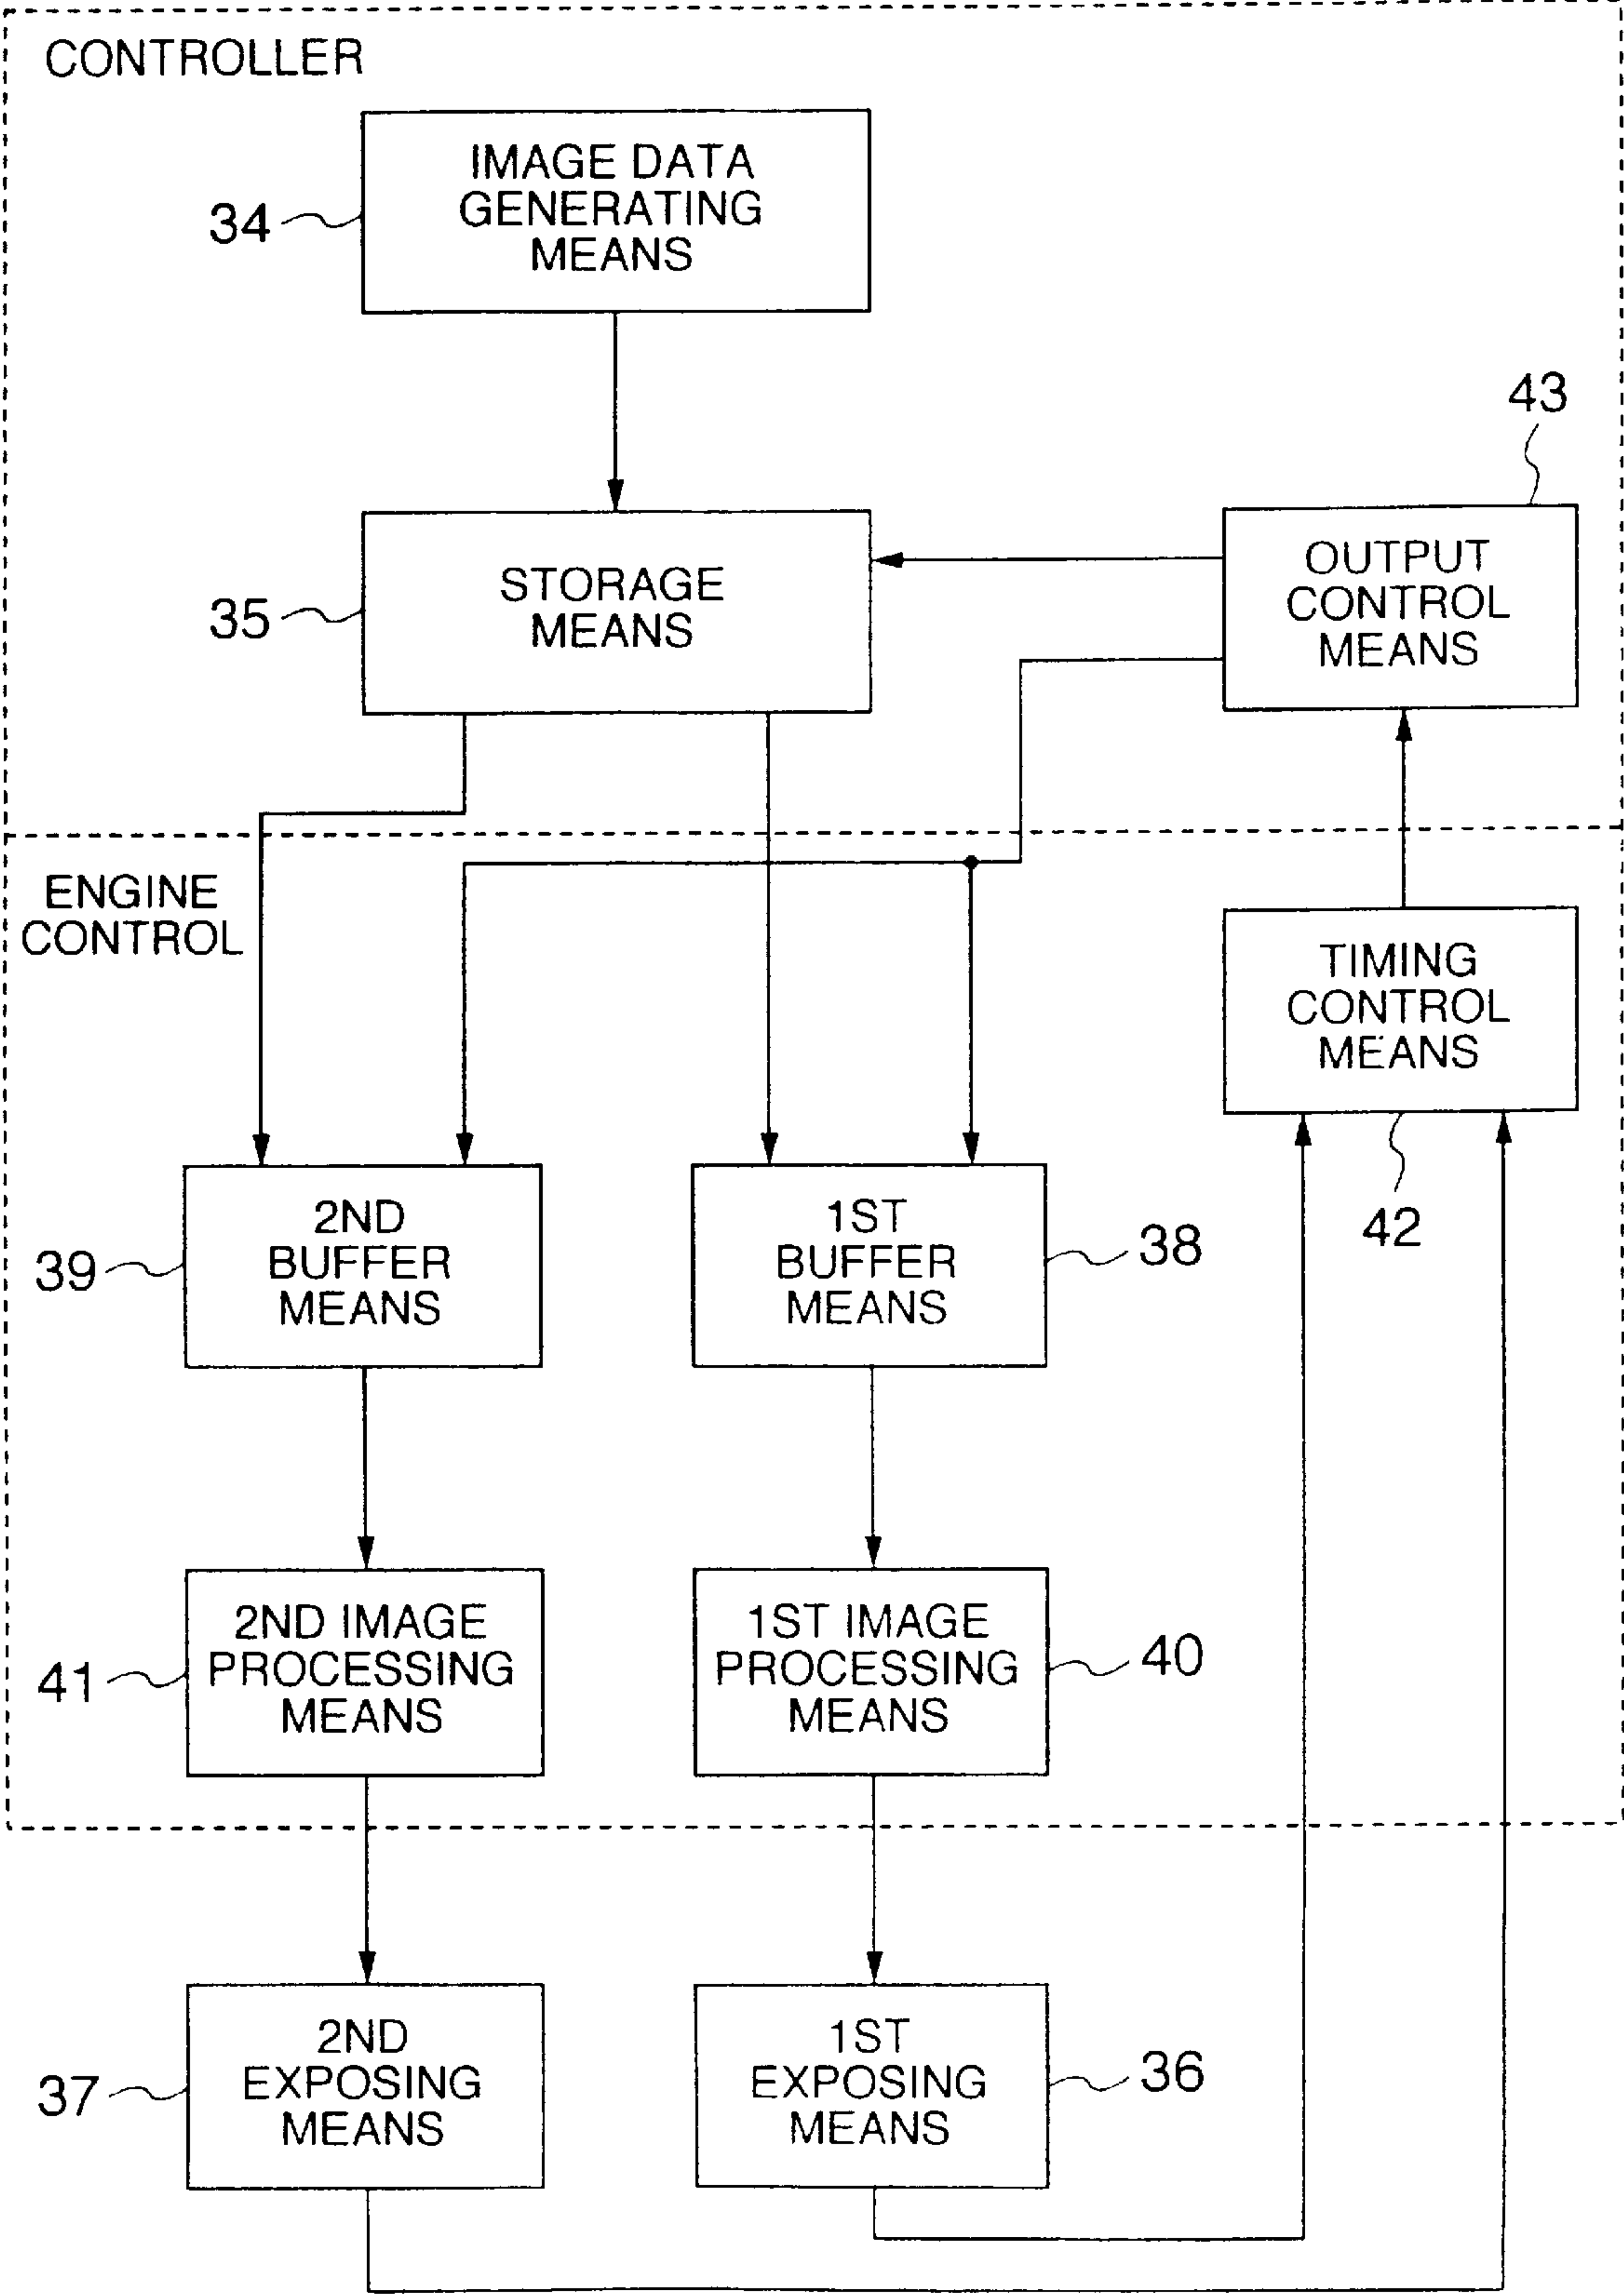 CONTROLLER
IMAGE DATA
GENERATING
MEANS
34
43
STORAGE
MEANS
35
OUTPUT
CONTROL
MEANS
ENGINE
CONTROL
TIMING
CONTROL
MEANS
42
2ND
BUFFER
MEANS
39
1ST
BUFFER
MEANS
38
2ND IMAGE
PROCESSING
MEANS
41
1ST IMAGE
PROCESSING
MEANS
40
2ND
EXPOSING
MEANS
37
1ST
EXPOSING
MEANS
36